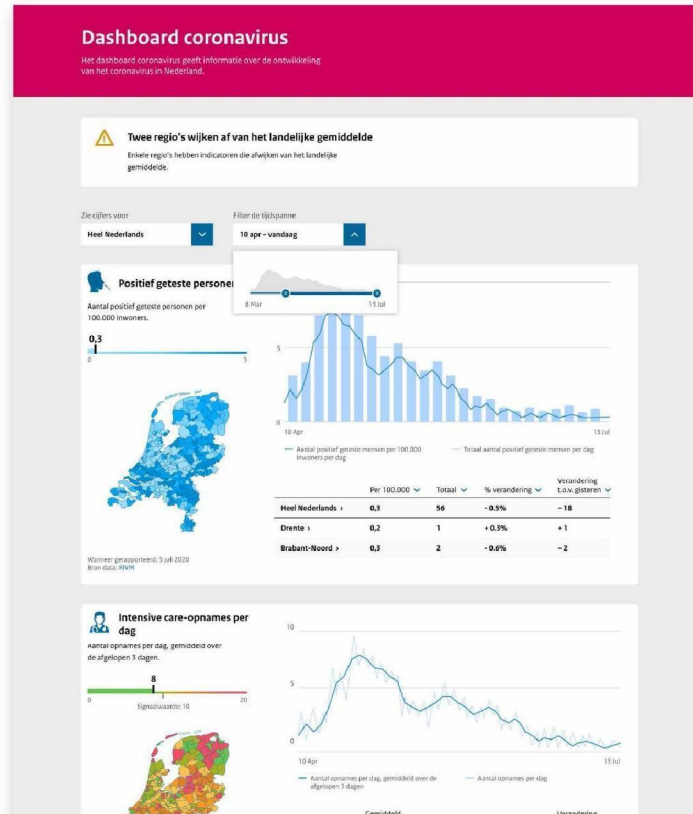 Dashboard coronavirus
Het dashboard coronavirus geeft informatie over de ontwikkeling
van het coronavirus in Nederland.
Twee regio's wijken af van het landelijke gemiddelde
Enkele regio's hebben indicatoren die afwijken van het landelijke
gemiddelde.
Zie cijfers voor
Heel Nederlands
Filter de tijdspanne
10 apr – vandaag
8 Mar
13 Jul
Positief geteste persone
Aantal positief geteste personen per
100.000 inwoners.
0,3
0
5
5
0
10 Apr
13 Jul
Aantal positief geteste mensen per 100.000
inwoners per dag
Totaal aantal positief geteste mensen per dag
Per 100.000
Totaal
% verandering
Verandering
t.o.v. gisteren
Heel Nederlands › 0,3 56 - 0.5% – 18
Drente › 0,2 1 + 0.3% + 1
Brabant-Noord › 0,3 2 - 0.6% – 2
Wanneer gerapporteerd: 5 juli 2020
Bron data: RIVM
Intensive care-opnames per
dag
Aantal opnames per dag, gemiddeld over
de afgelopen 3 dagen.
8
0
20
Signaalwaarde: 10
10
5
0
10 Apr
13 Jul
Aantal opnames per dag, gemiddeld over de
afgelopen 3 dagen
Aantal opnames per dag
Gemiddeld
Verandering